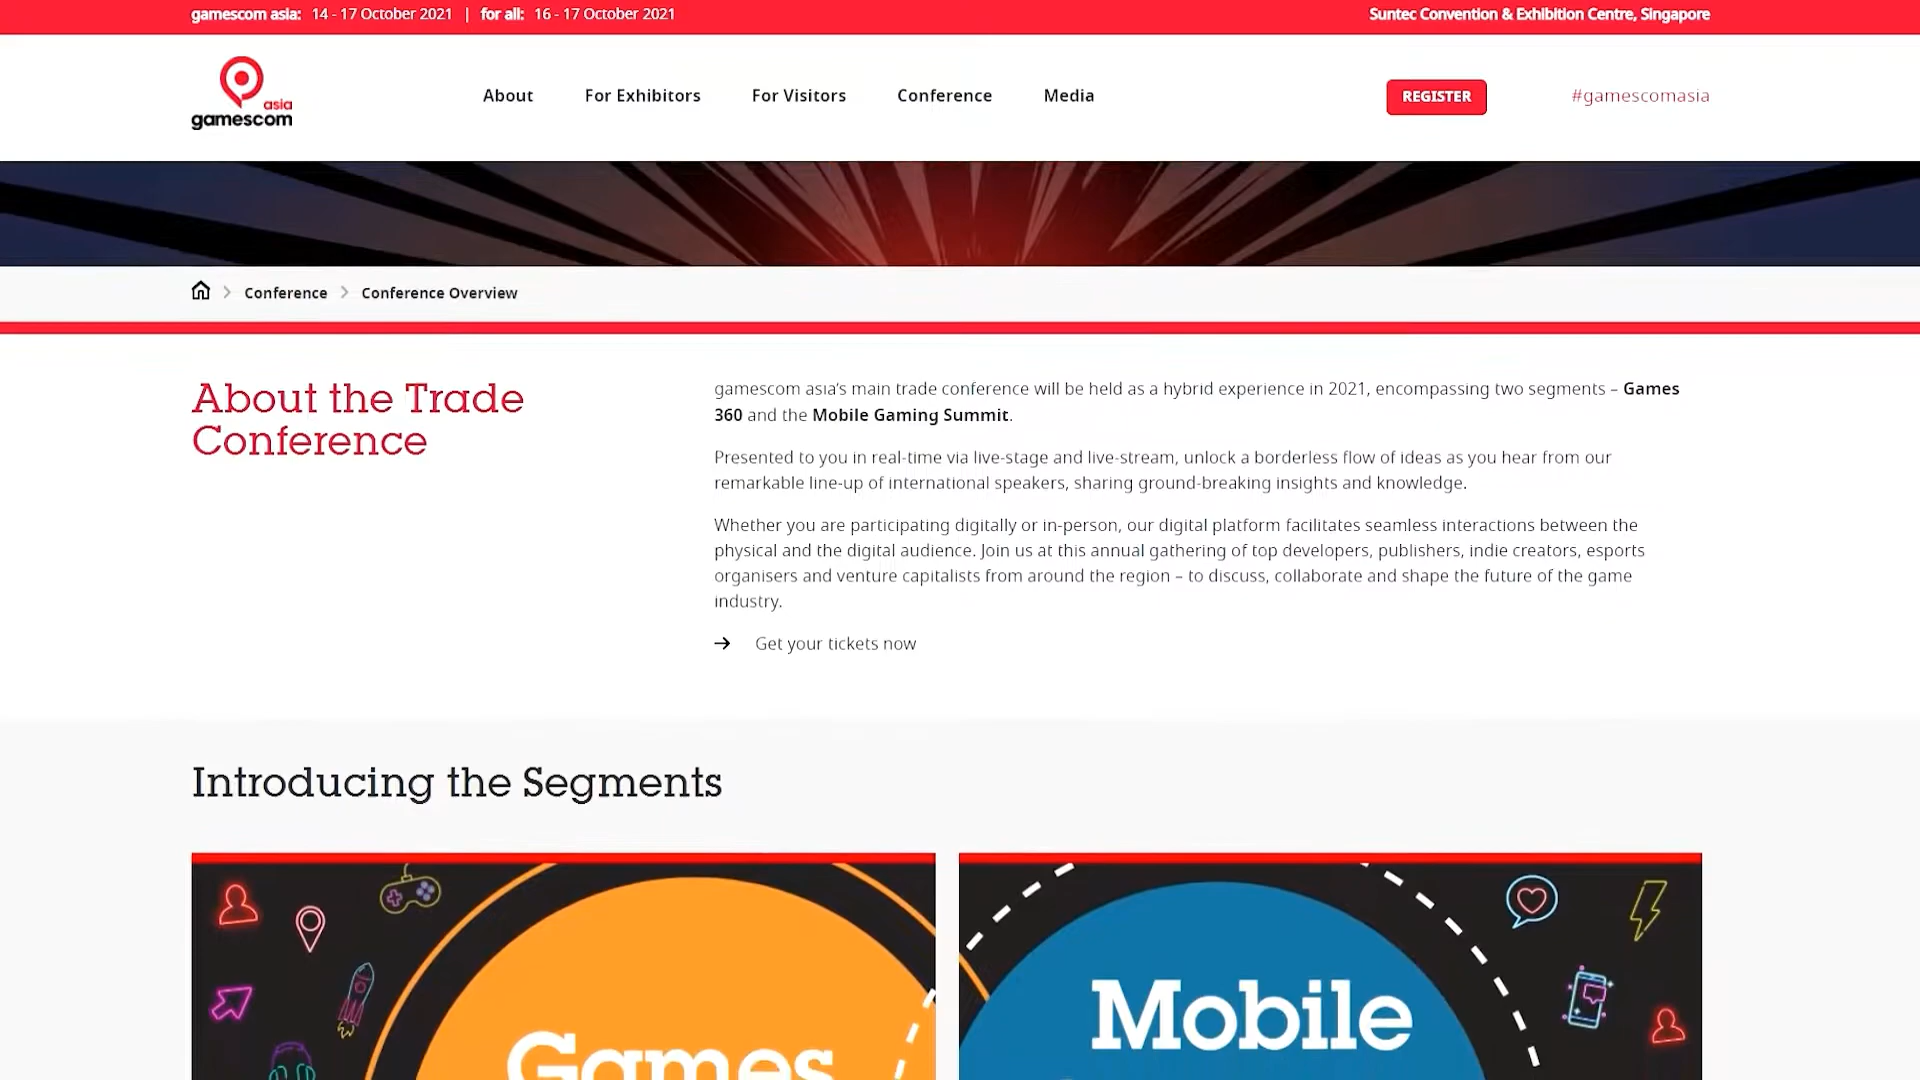 gamescom asia: 14 - 17 October 2021 | for all: 16 - 17 October 2021
Suntec Convention & Exhibition Centre, Singapore
asia
gamescom
About For Exhibitors For Visitors Conference Media
REGISTER
#gamescomasia
Conference > Conference Overview
About the Trade
Conference
gamescom asia's main trade conference will be held as a hybrid experience in 2021, encompassing two segments – Games
360 and the Mobile Gaming Summit.
Presented to you in real-time via live-stage and live-stream, unlock a borderless flow of ideas as you hear from our
remarkable line-up of international speakers, sharing ground-breaking insights and knowledge.
Whether you are participating digitally or in-person, our digital platform facilitates seamless interactions between the
physical and the digital audience. Join us at this annual gathering of top developers, publishers, indie creators, esports
organisers and venture capitalists from around the region – to discuss, collaborate and shape the future of the game
industry.
→ Get your tickets now
Introducing the Segments
Games
Mobile